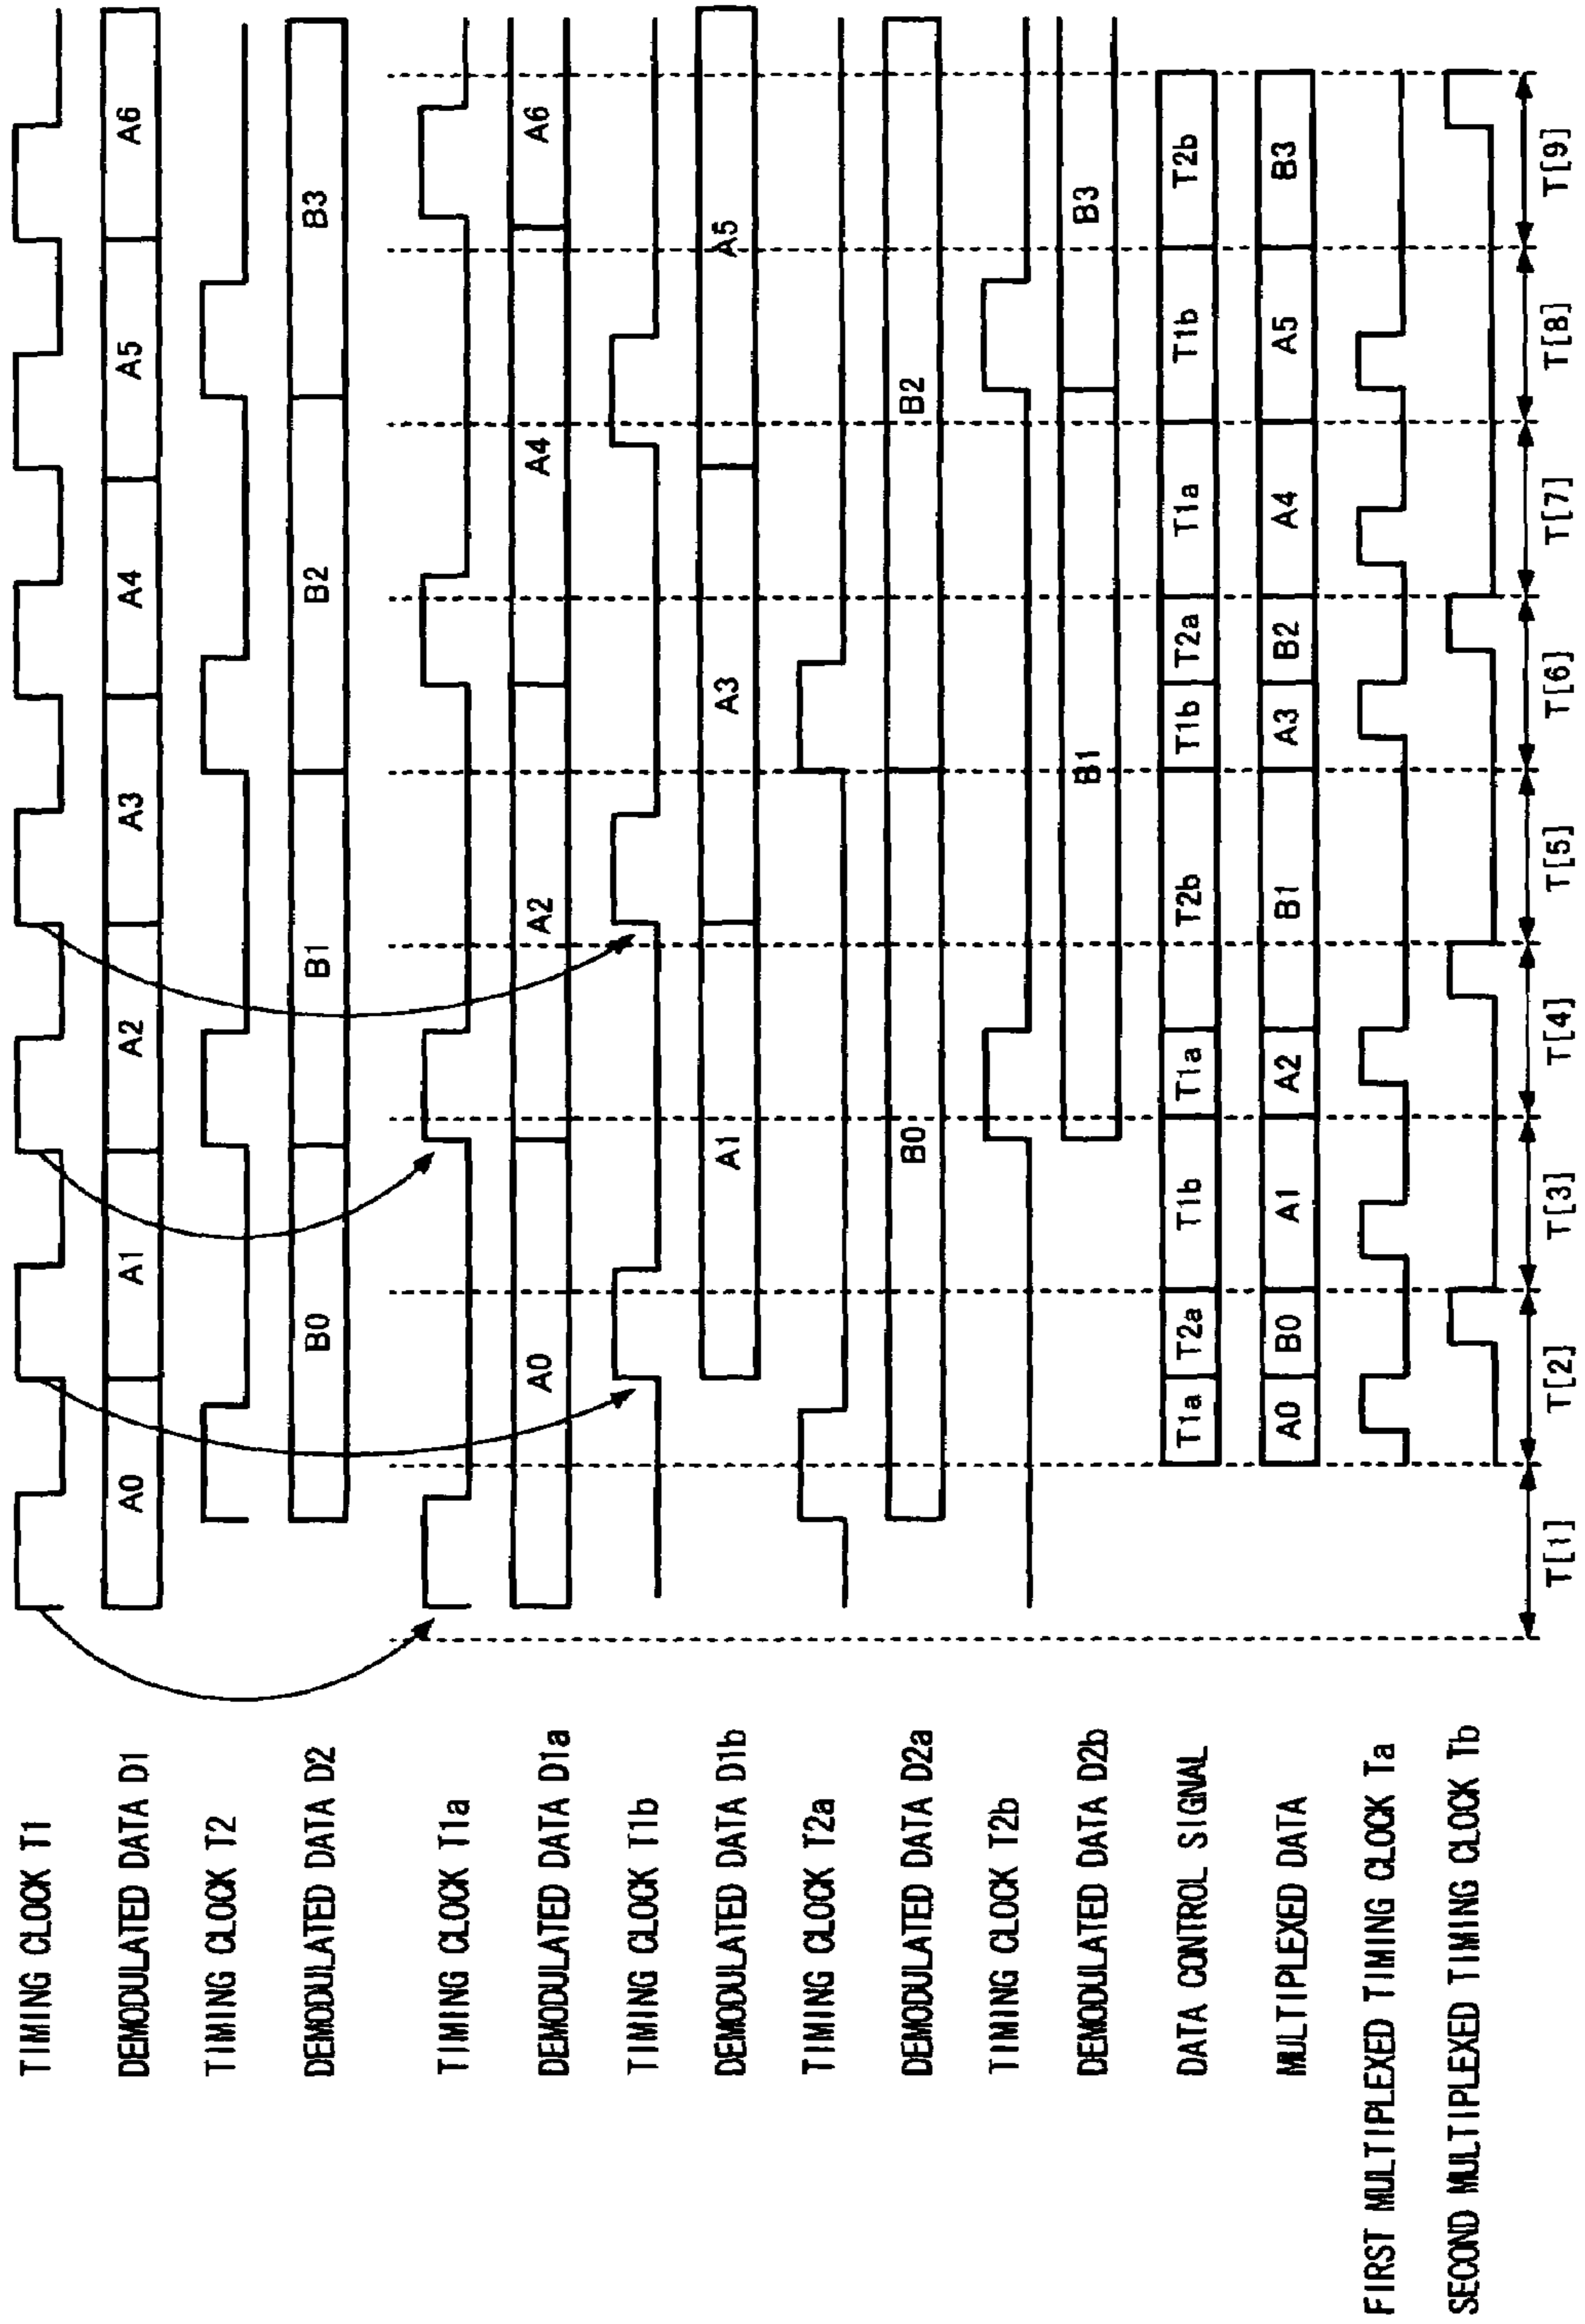 TIMING CLOCK T1
DEMODULATED DATA D1 A0 A1 A2 A3 A4 A5 A6
TIMING CLOCK T2
DEMODULATED DATA D2 B0 B1 B2 B3
TIMING CLOCK T1a
DEMODULATED DATA D1a A0 A2 A4 A6
TIMING CLOCK T1b
DEMODULATED DATA D1b A1 A3 A5
TIMING CLOCK T2a
DEMODULATED DATA D2a B0 B2
TIMING CLOCK T2b
DEMODULATED DATA D2b B1 B3
DATA CONTROL SIGNAL T1a T2a T1b T1a T2b T1b T2a T1a T1b T2b
MULTIPLEXED DATA A0 B0 A1 A2 B1 A3 B2 A4 A5 B3
FIRST MULTIPLEXED TIMING CLOCK Ta
SECOND MULTIPLEXED TIMING CLOCK Tb
T[1] T[2] T[3] T[4] T[5] T[6] T[7] T[8] T[9]